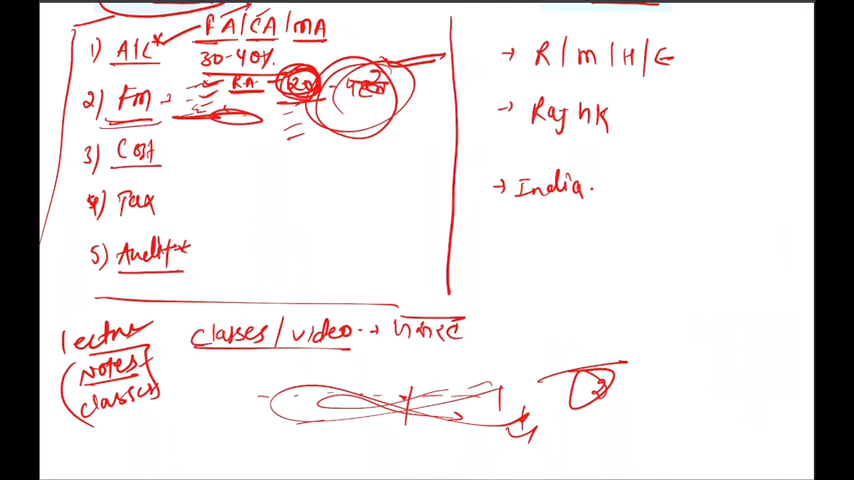 FA/CA/MA
1) A/C*
30-40%.
2) FM → RA
3) Cost
4) Tax
5) Audit**
→ R/M/H/E
→ Raj
→ India.
lecture
classes/video →
Notes
classes